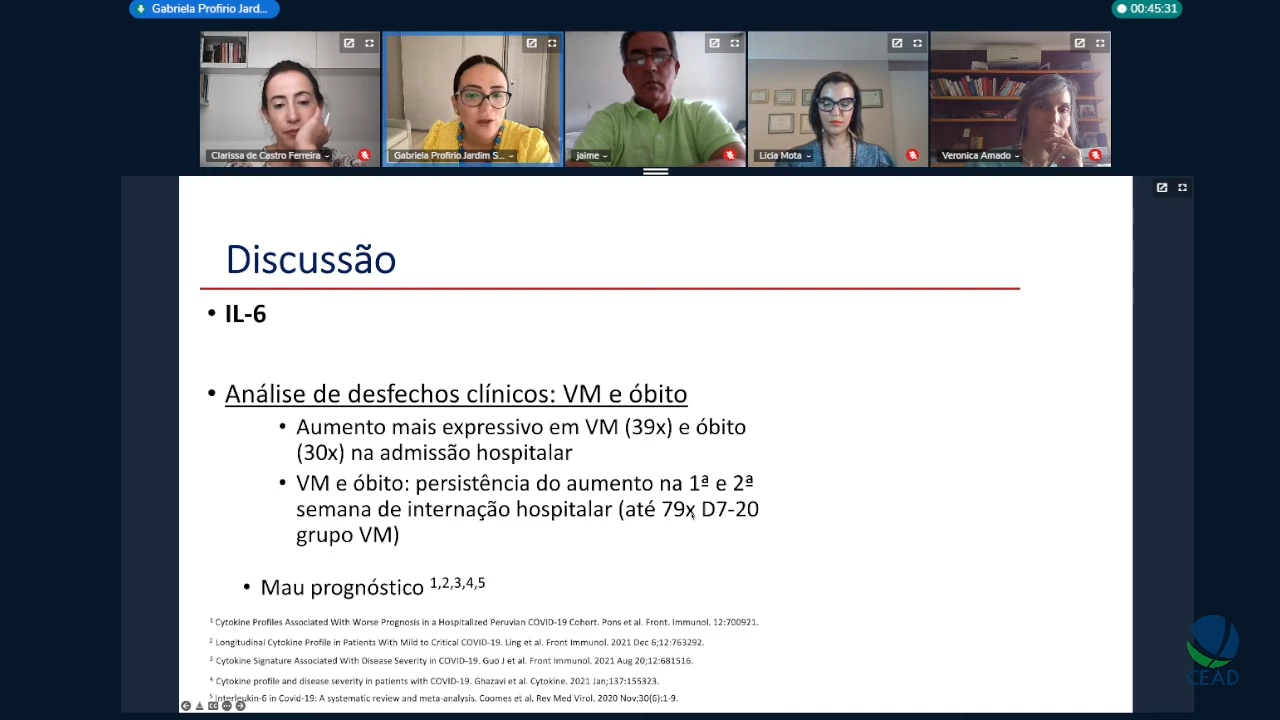 Gabriela Profirio Jard...
00:45:31
Clarissa de Castro Ferreira
Gabriela Profirio Jardim S...
jaime
Licia Mota
Veronica Amado
Discussão
• IL-6
• Análise de desfechos clínicos: VM e óbito
• Aumento mais expressivo em VM (39x) e óbito
(30x) na admissão hospitalar
• VM e óbito: persistência do aumento na 1ª e 2ª
semana de internação hospitalar (até 79x D7-20
grupo VM)
• Mau prognóstico 1,2,3,4,5
1 Cytokine Profiles Associated With Worse Prognosis in a Hospitalized Peruvian COVID-19 Cohort. Pons et al. Front. Immunol. 12:700921.
2 Longitudinal Cytokine Profile in Patients With Mild to Critical COVID-19. Ling et al. Front Immunol. 2021 Dec 6;12:763292.
3 Cytokine Signature Associated With Disease Severity in COVID-19. Guo J et al. Front Immunol. 2021 Aug 20;12:681516.
4 Cytokine profile and disease severity in patients with COVID-19. Ghazavi et al. Cytokine. 2021 Jan;137:155323.
5 Interleukin-6 in Covid-19: A systematic review and meta-analysis. Coomes et al. Rev Med Virol. 2020 Nov;30(6):1-9.
CEAD